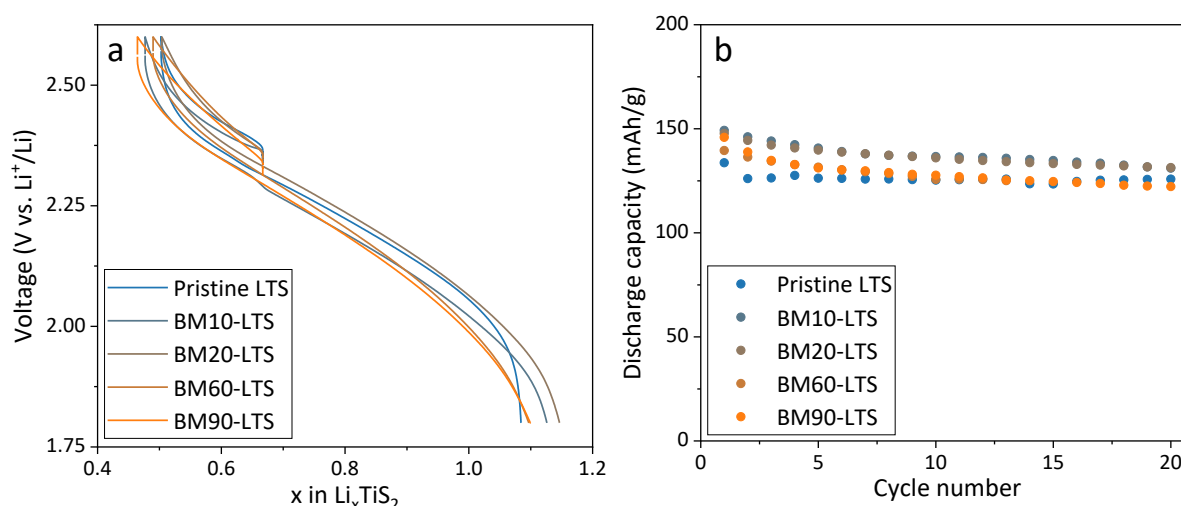 a
Voltage (V vs. Li⁺/Li)
2.50
2.25
2.00
1.75
0.4 0.6 0.8 1.0 1.2
x in LiₓTiS₂
Pristine LTS
BM10-LTS
BM20-LTS
BM60-LTS
BM90-LTS
b
Discharge capacity (mAh/g)
200
150
100
50
0
0 5 10 15 20
Cycle number
Pristine LTS
BM10-LTS
BM20-LTS
BM60-LTS
BM90-LTS